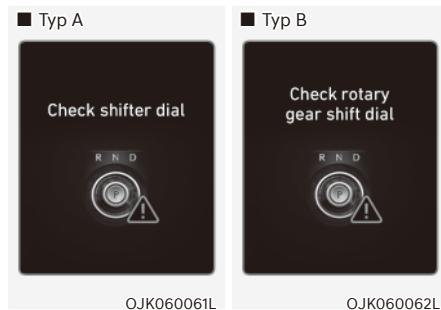 ■ Typ A
Check shifter dial
R N D
P
OJK060061L
■ Typ B
Check rotary
gear shift dial
R N D
P
OJK060062L